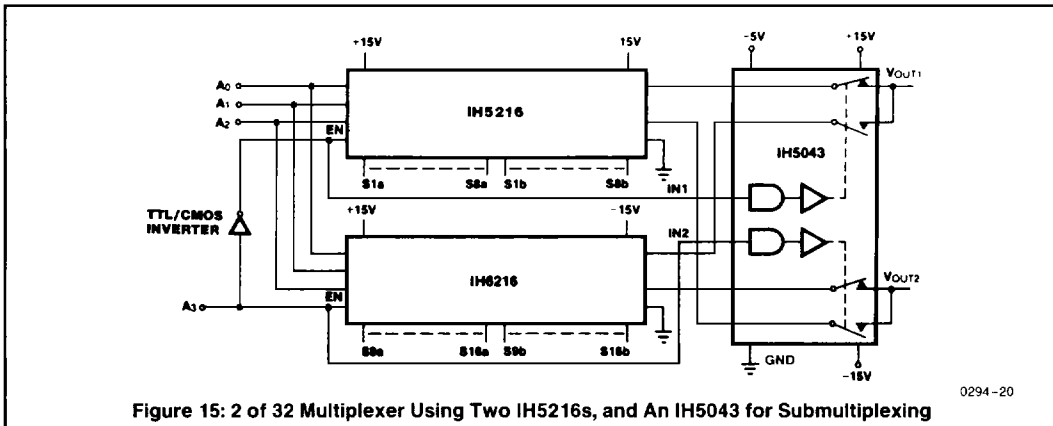 +15V
15V
-5V
+15V
A0
A1
A2
EN
IH5216
S1a
S8a
S1b
S8b
VOUT1
IH5043
IN1
TTL/CMOS
INVERTER
+15V
-15V
IN2
A3
EN
IH6216
S9a
S16a
S9b
S16b
VOUT2
GND
-15V
0294-20
Figure 15: 2 of 32 Multiplexer Using Two IH5216s, and An IH5043 for Submultiplexing